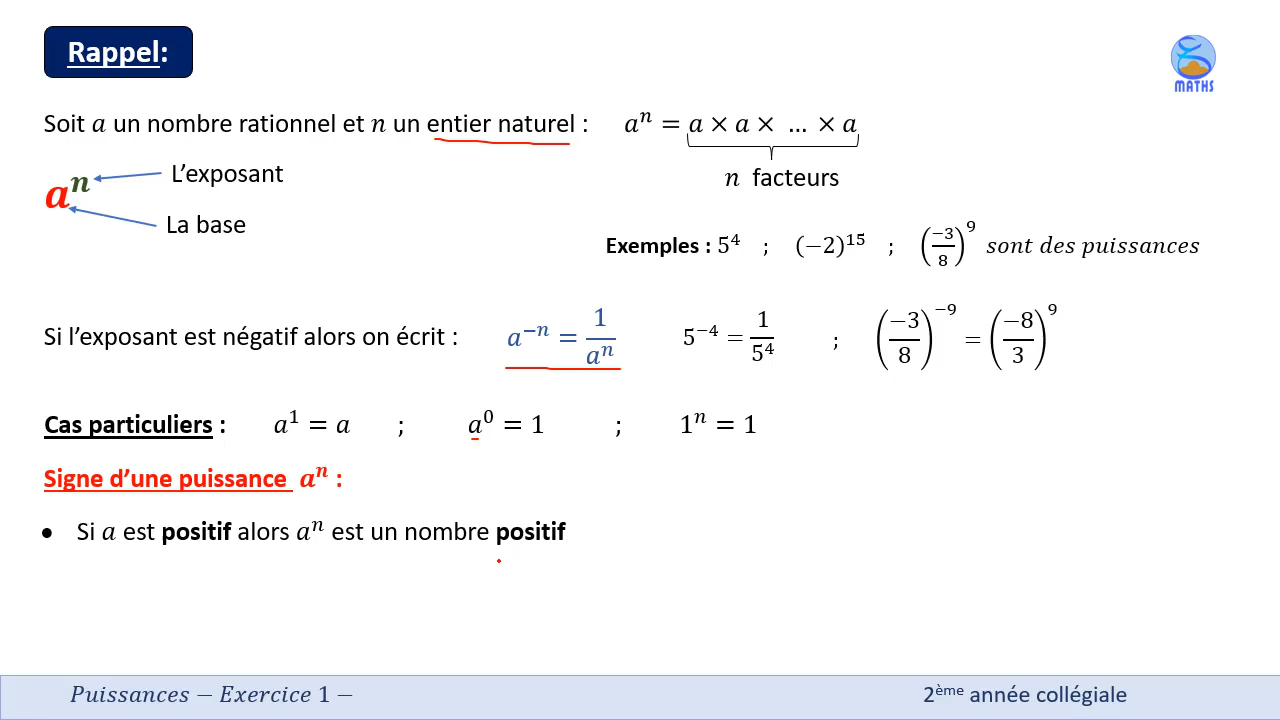 Rappel:
MATHS
Soit a un nombre rationnel et n un entier naturel : aⁿ = a × a × … × a
n facteurs
aⁿ
L’exposant
La base
Exemples : 5⁴ ; (−2)¹⁵ ; (−3/8)⁹ sont des puissances
Si l’exposant est négatif alors on écrit : a⁻ⁿ = 1/aⁿ 5⁻⁴ = 1/5⁴ ; (−3/8)⁻⁹ = (−8/3)⁹
Cas particuliers : a¹ = a ; a⁰ = 1 ; 1ⁿ = 1
Signe d’une puissance aⁿ :
• Si a est positif alors aⁿ est un nombre positif
Puissances − Exercice 1 −
2ème année collégiale